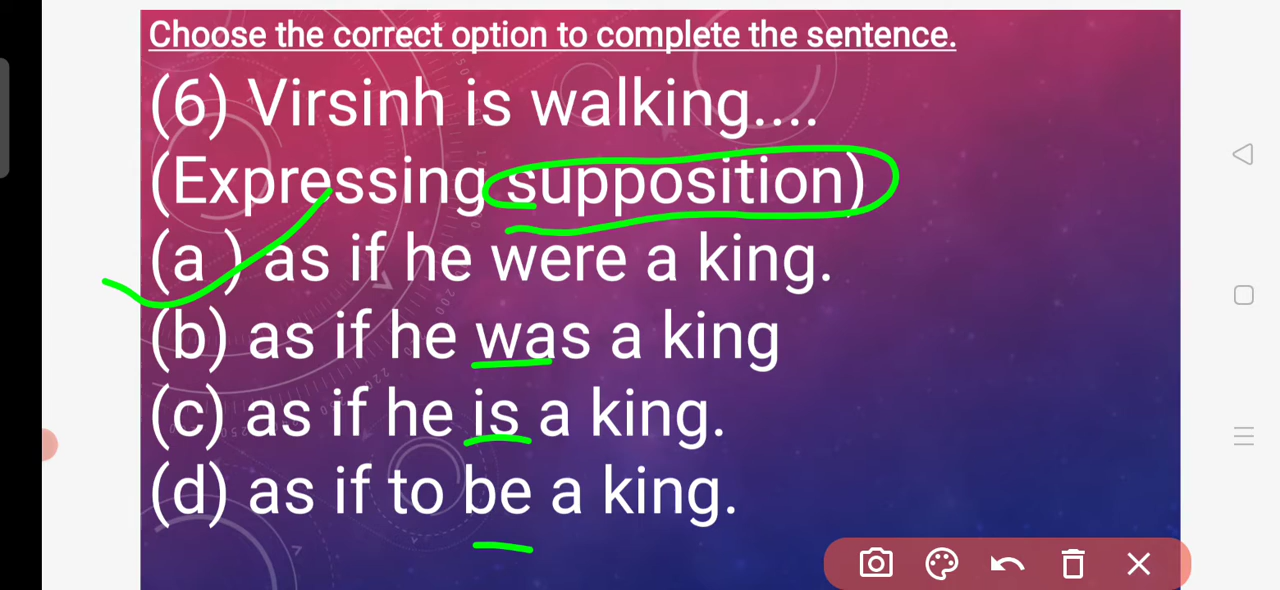 Choose the correct option to complete the sentence.
(6) Virsinh is walking....
(Expressing supposition)
(a ) as if he were a king.
(b) as if he was a king
(c) as if he is a king.
(d) as if to be a king.